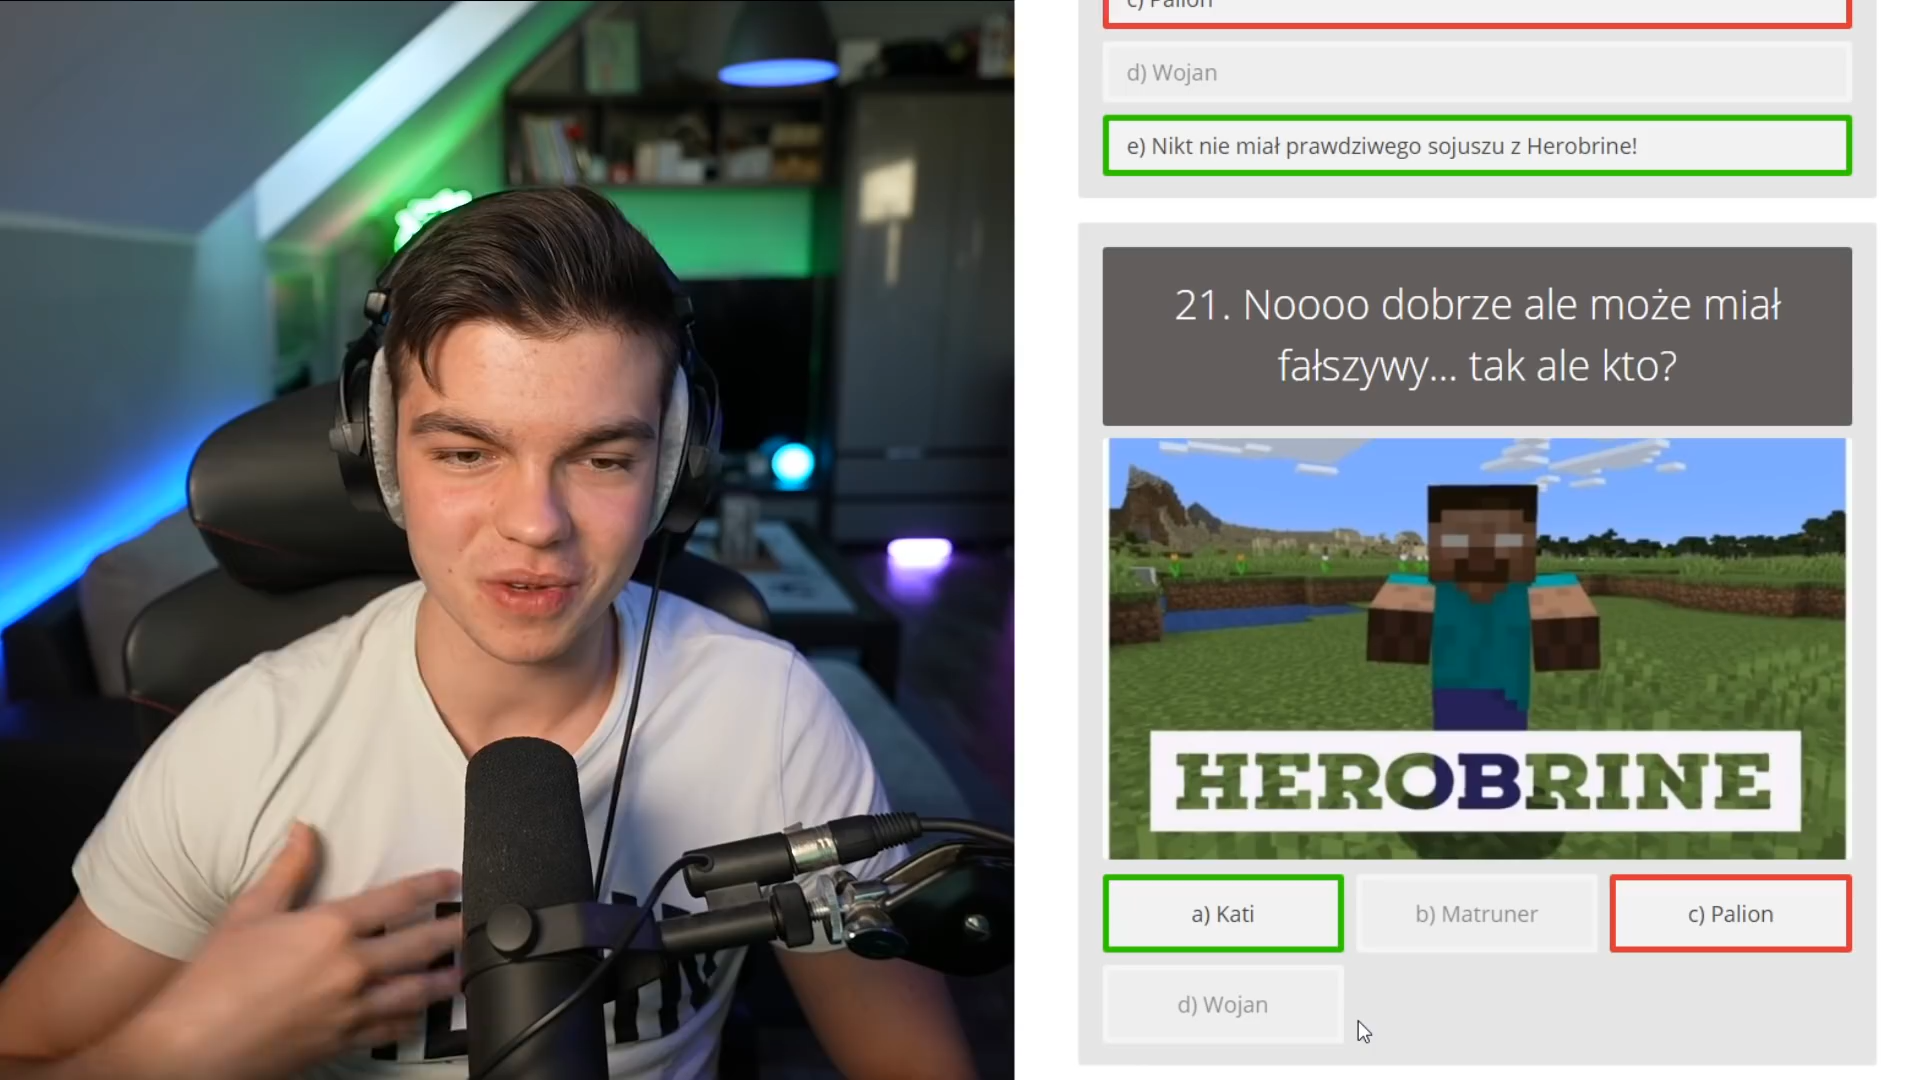 c) Palion
d) Wojan
e) Nikt nie miał prawdziwego sojuszu z Herobrine!
21. Noooo dobrze ale może miał
fałszywy... tak ale kto?
HEROBRINE
a) Kati
b) Matruner
c) Palion
d) Wojan